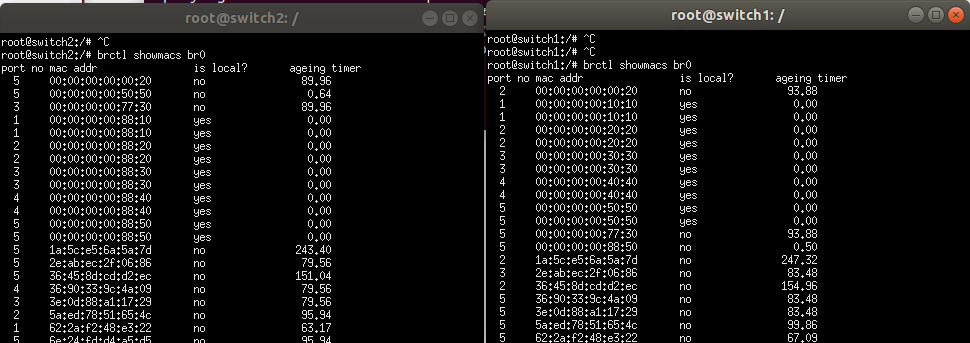 root@switch2: /
root@switch2:/# ^C
root@switch2:/# brctl showmacs br0
port no mac addr is local? ageing timer
5 00:00:00:00:00:20 no 89.96
5 00:00:00:00:50:50 no 0.64
3 00:00:00:00:77:30 no 89.96
1 00:00:00:00:88:10 yes 0.00
1 00:00:00:00:88:10 yes 0.00
2 00:00:00:00:88:20 yes 0.00
2 00:00:00:00:88:20 yes 0.00
3 00:00:00:00:88:30 yes 0.00
3 00:00:00:00:88:30 yes 0.00
4 00:00:00:00:88:40 yes 0.00
4 00:00:00:00:88:40 yes 0.00
5 00:00:00:00:88:50 yes 0.00
5 00:00:00:00:88:50 yes 0.00
5 1a:5c:e5:6a:5a:7d no 243.40
5 2e:ab:ec:2f:06:86 no 79.56
5 36:45:8d:cd:d2:ec no 151.04
4 36:90:33:9c:4a:09 no 79.56
3 3e:0d:88:a1:17:29 no 79.56
2 5a:ed:78:51:65:4c no 95.94
1 62:2a:f2:48:e3:22 no 63.17
5 6e:24:fd:d4:a5:d5 no 95.94
root@switch1: /
root@switch1:/# ^C
root@switch1:/# ^C
root@switch1:/# brctl showmacs br0
port no mac addr is local? ageing timer
2 00:00:00:00:00:20 no 93.88
1 00:00:00:00:10:10 yes 0.00
1 00:00:00:00:10:10 yes 0.00
2 00:00:00:00:20:20 yes 0.00
2 00:00:00:00:20:20 yes 0.00
3 00:00:00:00:30:30 yes 0.00
3 00:00:00:00:30:30 yes 0.00
4 00:00:00:00:40:40 yes 0.00
4 00:00:00:00:40:40 yes 0.00
5 00:00:00:00:50:50 yes 0.00
5 00:00:00:00:50:50 yes 0.00
5 00:00:00:00:77:30 no 93.88
5 00:00:00:00:88:50 no 0.50
2 1a:5c:e5:6a:5a:7d no 247.32
3 2e:ab:ec:2f:06:86 no 83.48
2 36:45:8d:cd:d2:ec no 154.96
5 36:90:33:9c:4a:09 no 83.48
5 3e:0d:88:a1:17:29 no 83.48
5 5a:ed:78:51:65:4c no 99.86
5 62:2a:f2:48:e3:22 no 67.09